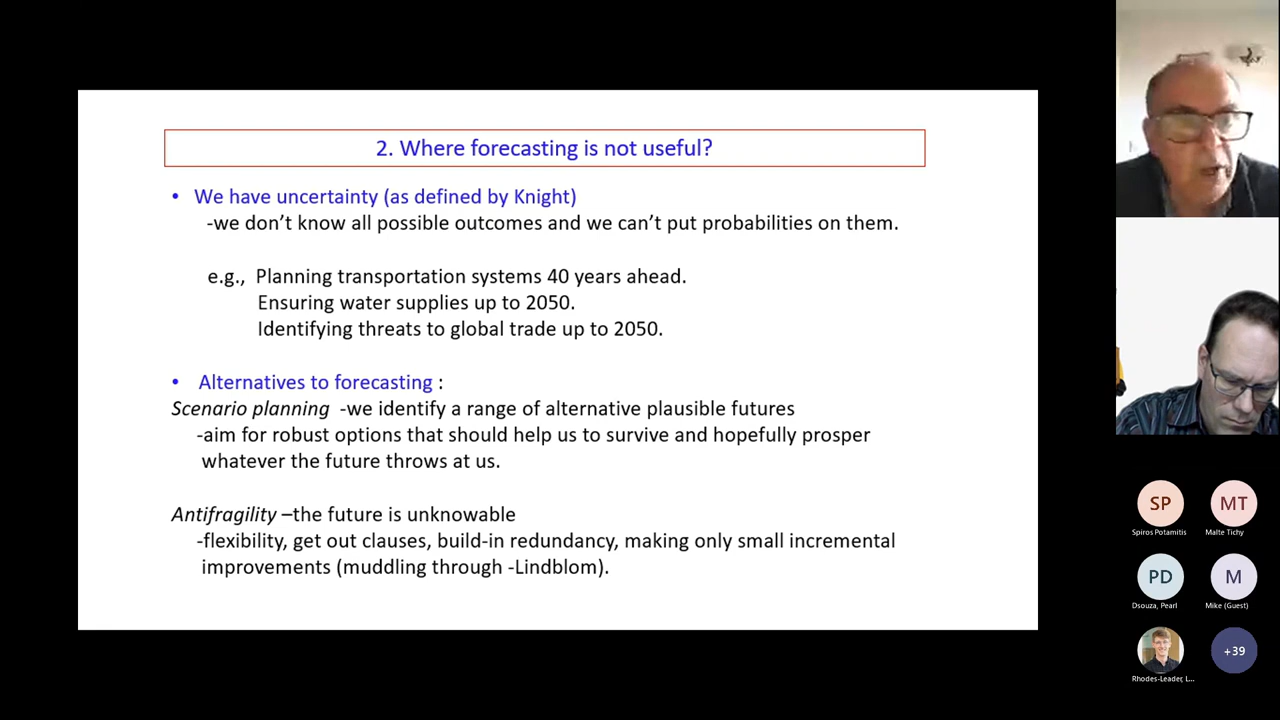 2. Where forecasting is not useful?
• We have uncertainty (as defined by Knight)
-we don’t know all possible outcomes and we can’t put probabilities on them.
e.g., Planning transportation systems 40 years ahead.
Ensuring water supplies up to 2050.
Identifying threats to global trade up to 2050.
• Alternatives to forecasting :
Scenario planning -we identify a range of alternative plausible futures
-aim for robust options that should help us to survive and hopefully prosper
whatever the future throws at us.
Antifragility –the future is unknowable
-flexibility, get out clauses, build-in redundancy, making only small incremental
improvements (muddling through -Lindblom).
SP
MT
Spiros Potamitis
Malte Tichy
PD
M
Dsouza, Pearl
Mike (Guest)
+39
Rhodes-Leader, L...